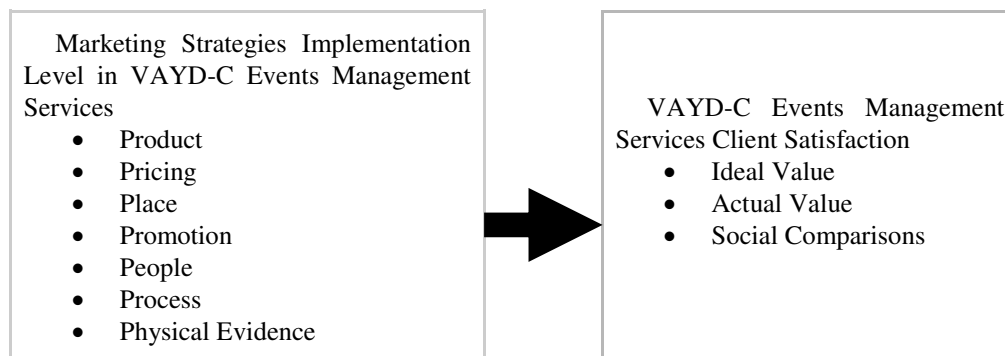 Marketing Strategies Implementation
Level in VAYD-C Events Management
Services
• Product
• Pricing
• Place
• Promotion
• People
• Process
• Physical Evidence
VAYD-C Events Management
Services Client Satisfaction
• Ideal Value
• Actual Value
• Social Comparisons